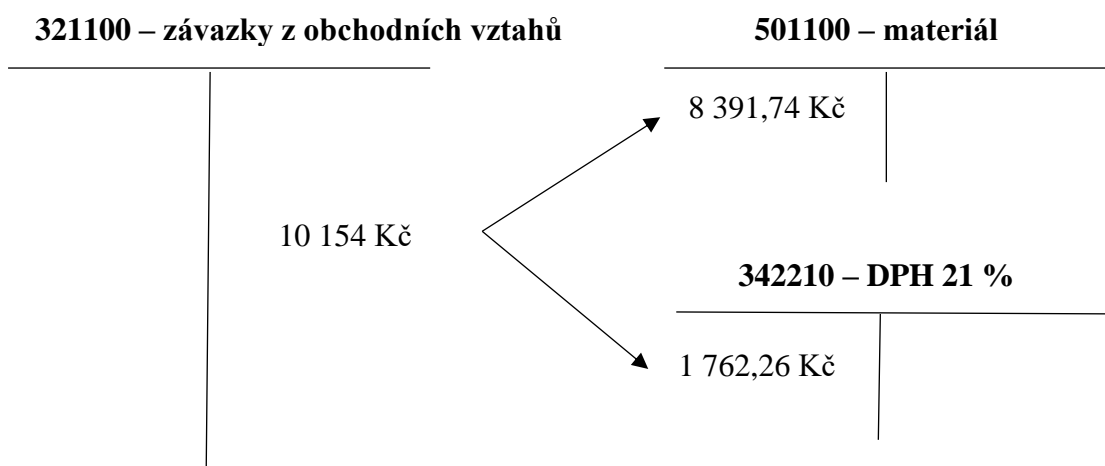 321100 – závazky z obchodních vztahů
501100 – materiál
8 391,74 Kč
10 154 Kč
342210 – DPH 21 %
1 762,26 Kč